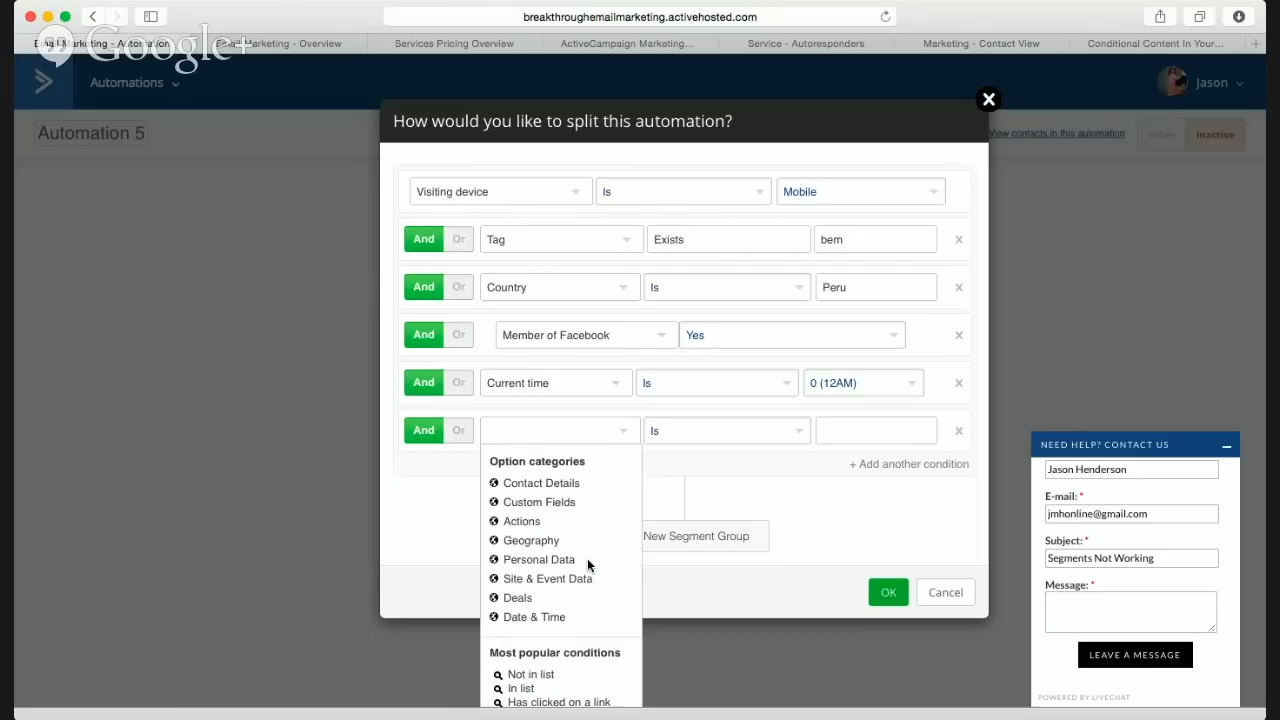 breakthroughemailmarketing.activehosted.com
Email Marketing - Automation
Email Marketing - Overview
Services Pricing Overview
ActiveCampaign Marketing...
Service - Autoresponders
Marketing - Contact View
Conditional Content In Your...
Google+
Automations
Jason
Automation 5
View contacts in this automation
Active
Inactive
How would you like to split this automation?
Visiting device Is Mobile
And Or Tag Exists bem
And Or Country Is Peru
And Or Member of Facebook Yes
And Or Current time Is 0 (12AM)
And Or Is
+ Add another condition
Option categories
Contact Details
Custom Fields
Actions
Geography
Personal Data
Site & Event Data
Deals
Date & Time
Most popular conditions
Not in list
In list
Has clicked on a link
New Segment Group
OK
Cancel
NEED HELP? CONTACT US
Jason Henderson
E-mail: *
jmhonline@gmail.com
Subject: *
Segments Not Working
Message: *
LEAVE A MESSAGE
POWERED BY LIVECHAT